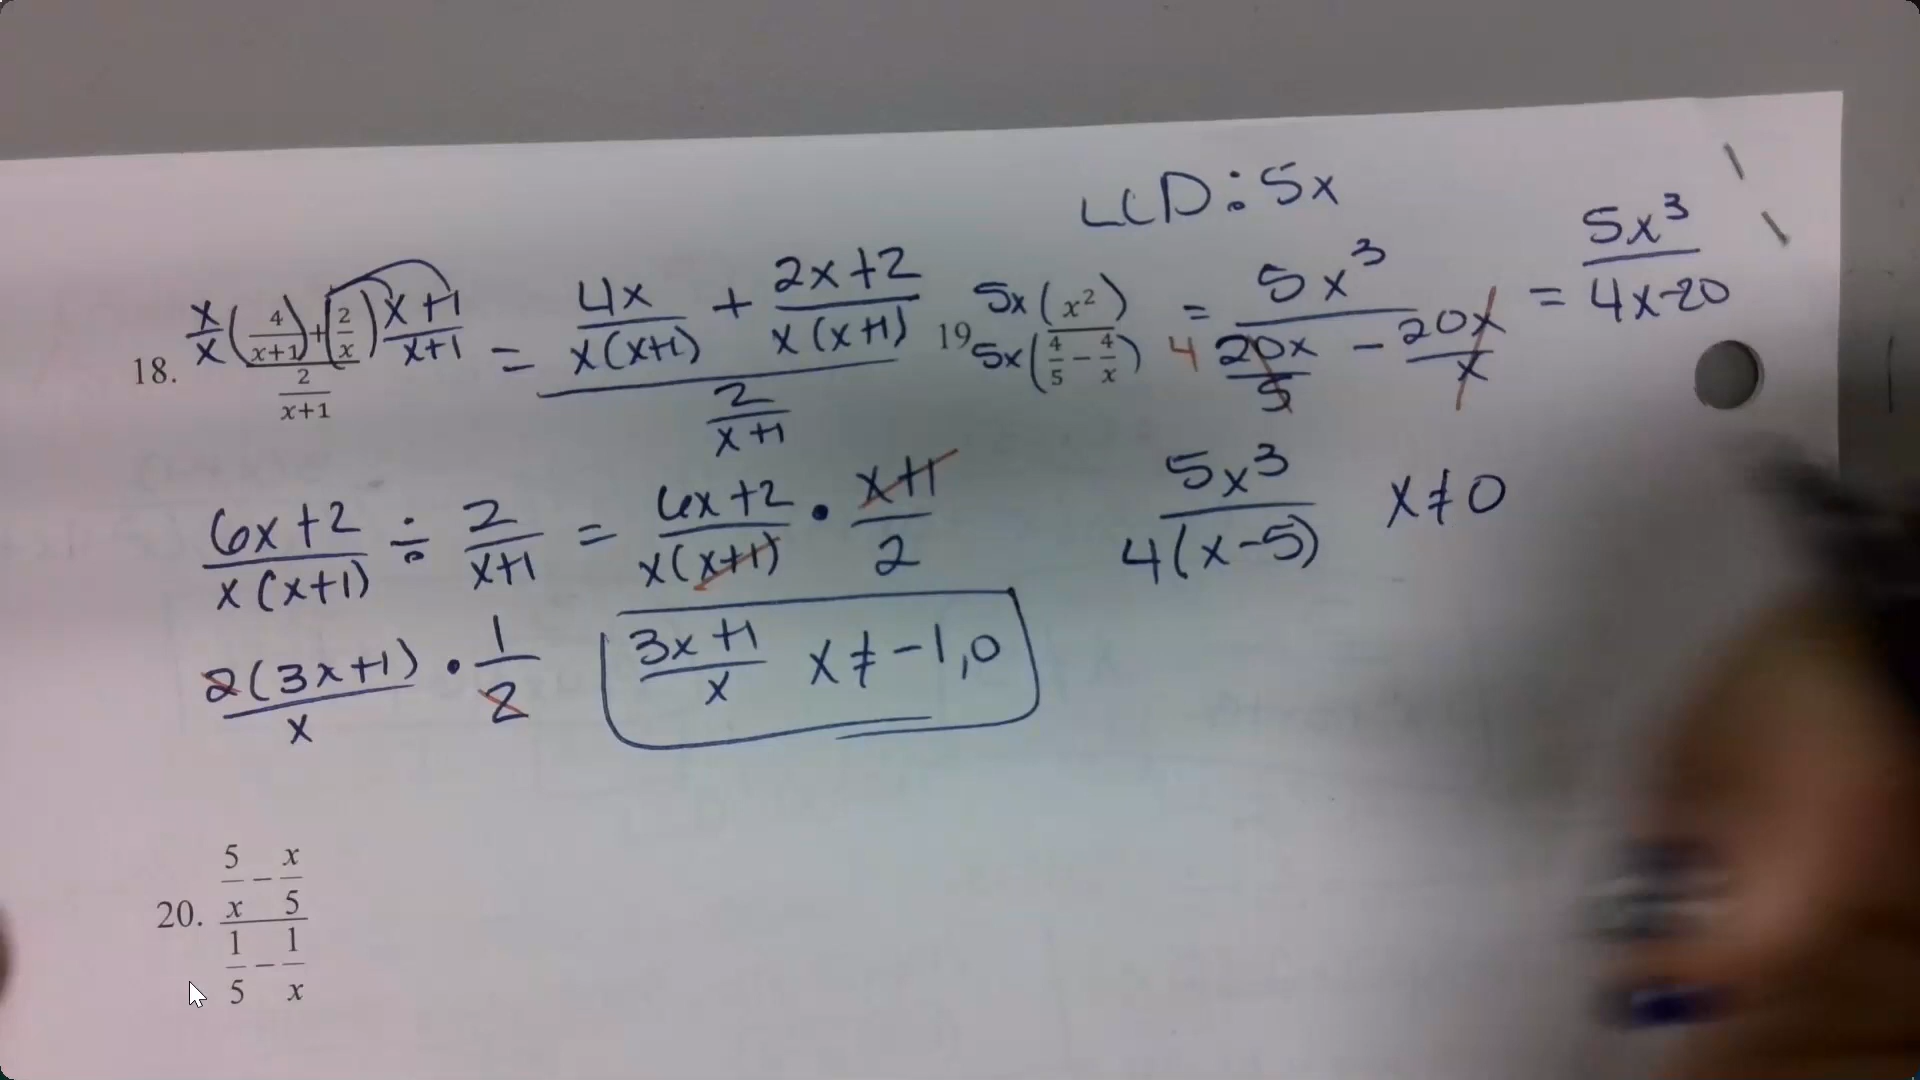 LCD: 5x
18. x/x (4/(x+1)) + (2/x) (x+1)/(x+1) / (2/(x+1)) = (4x/(x(x+1)) + (2x+2)/(x(x+1))) / (2/(x+1))
(6x+2)/(x(x+1)) ÷ 2/(x+1) = (6x+2)/(x(x+1)) • (x+1)/2
2(3x+1)/x • 1/2
(3x+1)/x x≠-1,0
19 5x(x²) / 5x(4/5 − 4/x) = 5x³ / (4 20x/5 − 20x/x) = 5x³/(4x-20)
5x³/(4(x-5)) x≠0
20. (5/x − x/5) / (1/5 − 1/x)